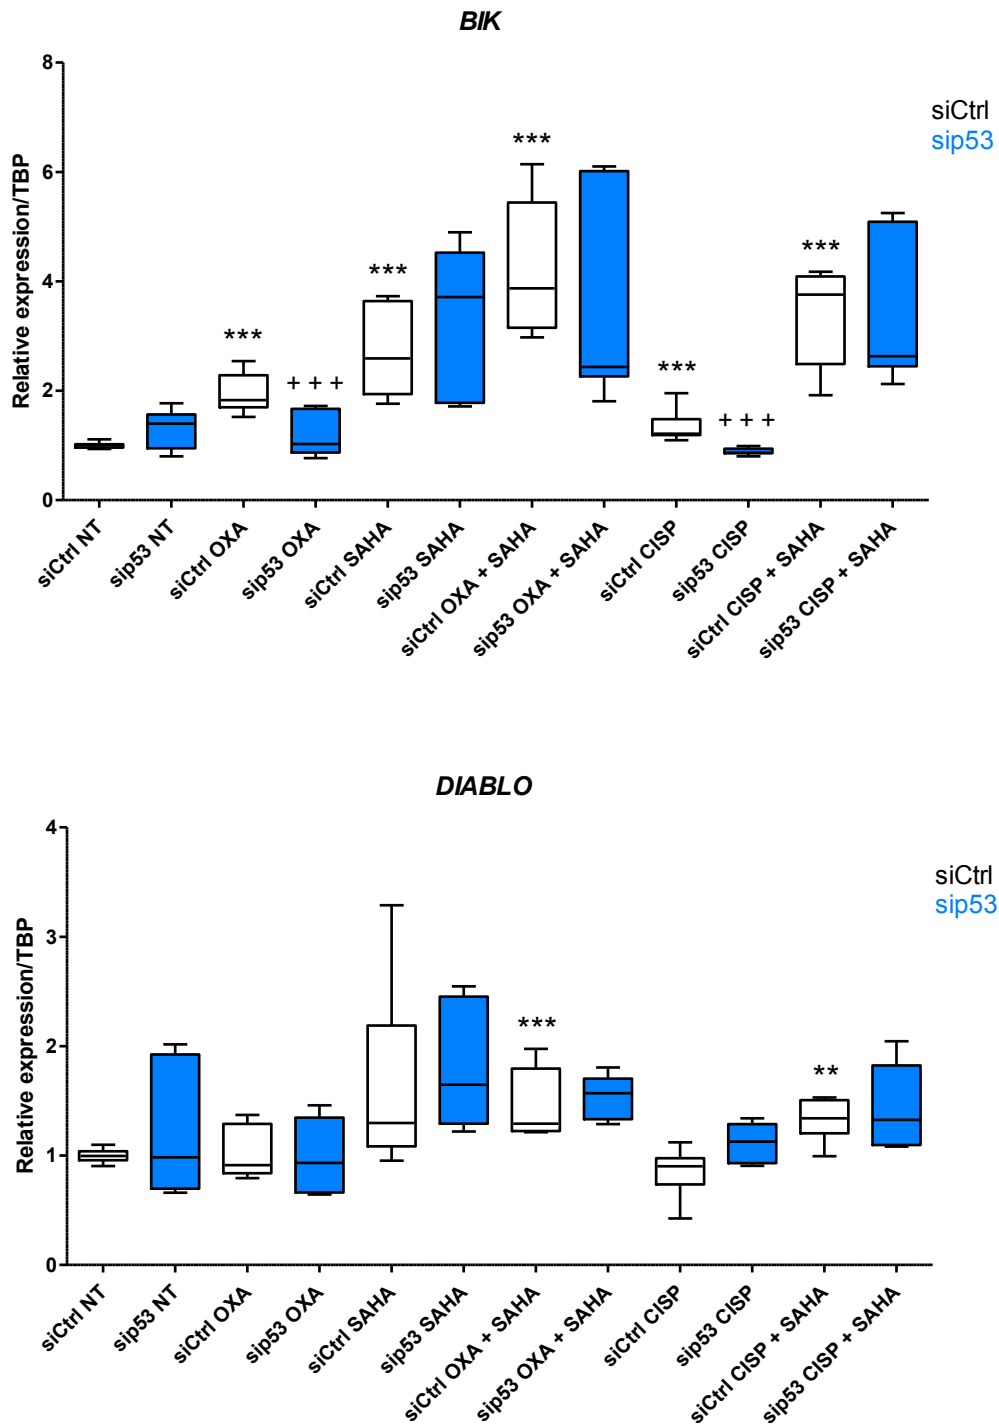 BIK
8
6
4
2
0
Relative expression/TBP
siCtrl
sip53
***
+ + +
***
***
***
+ + +
***
siCtrl NT
sip53 NT
siCtrl OXA
sip53 OXA
siCtrl SAHA
sip53 SAHA
siCtrl OXA + SAHA
sip53 OXA + SAHA
siCtrl CISP
sip53 CISP
siCtrl CISP + SAHA
sip53 CISP + SAHA
DIABLO
4
3
2
1
0
Relative expression/TBP
siCtrl
sip53
***
**
siCtrl NT
sip53 NT
siCtrl OXA
sip53 OXA
siCtrl SAHA
sip53 SAHA
siCtrl OXA + SAHA
sip53 OXA + SAHA
siCtrl CISP
sip53 CISP
siCtrl CISP + SAHA
sip53 CISP + SAHA